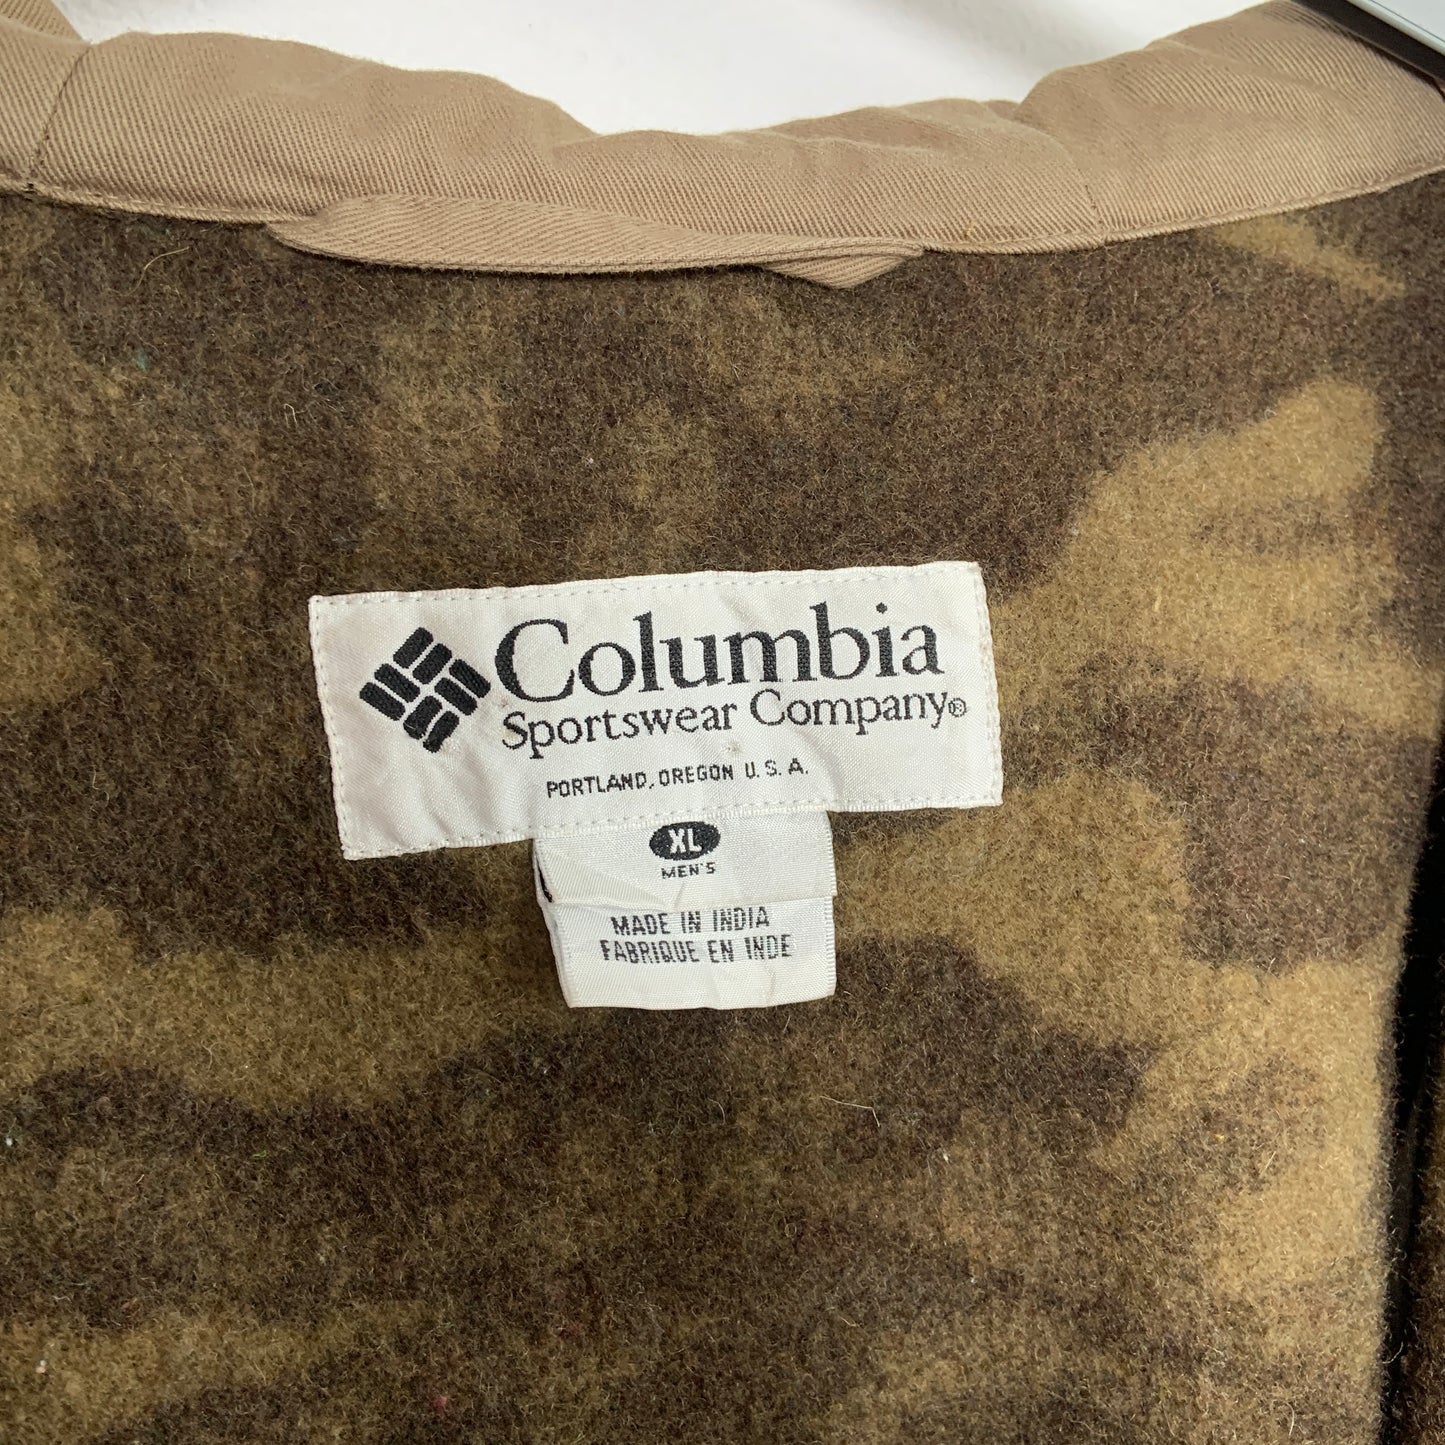 Columbia
Sportswear Company®
PORTLAND, OREGON U.S.A.
XL
MEN'S
MADE IN INDIA
FABRIQUE EN INDE